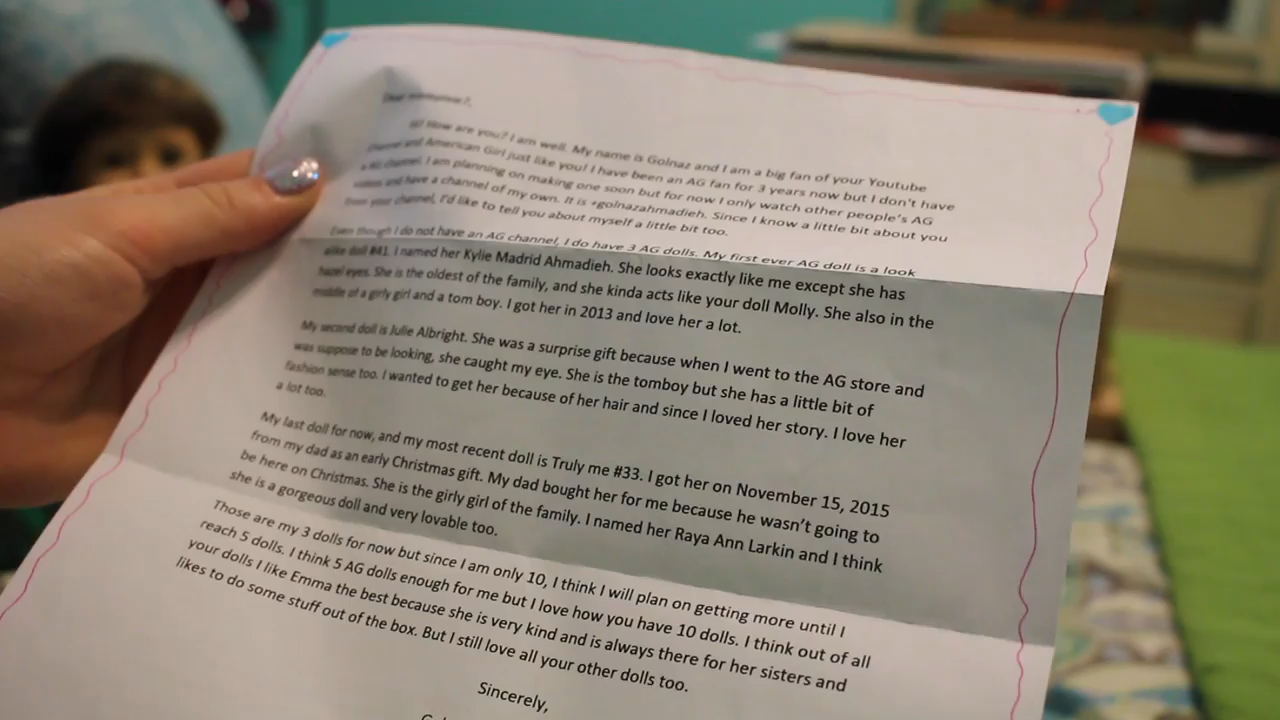 Dear
Hi! How are you? I am well. My name is Golnaz and I am a big fan of your Youtube
channel and American Girl just like you! I have been an AG fan for 3 years now but I don't have
a AG channel. I am planning on making one soon but for now I only watch other people's AG
videos and have a channel of my own. It is +golnazahmadieh. Since I know a little bit about you
from your channel, I'd like to tell you about myself a little bit too.
Even though I do not have an AG channel, I do have 3 AG dolls. My first ever AG doll is a look
alike doll #41. I named her Kylie Madrid Ahmadieh. She looks exactly like me except she has
hazel eyes. She is the oldest of the family, and she kinda acts like your doll Molly. She also in the
middle of a girly girl and a tom boy. I got her in 2013 and love her a lot.
My second doll is Julie Albright. She was a surprise gift because when I went to the AG store and
was suppose to be looking, she caught my eye. She is the tomboy but she has a little bit of
fashion sense too. I wanted to get her because of her hair and since I loved her story. I love her
a lot too.
My last doll for now, and my most recent doll is Truly me #33. I got her on November 15, 2015
from my dad as an early Christmas gift. My dad bought her for me because he wasn't going to
be here on Christmas. She is the girly girl of the family. I named her Raya Ann Larkin and I think
she is a gorgeous doll and very lovable too.
Those are my 3 dolls for now but since I am only 10, I think I will plan on getting more until I
reach 5 dolls. I think 5 AG dolls enough for me but I love how you have 10 dolls. I think out of all
your dolls I like Emma the best because she is very kind and is always there for her sisters and
likes to do some stuff out of the box. But I still love all your other dolls too.
Sincerely,